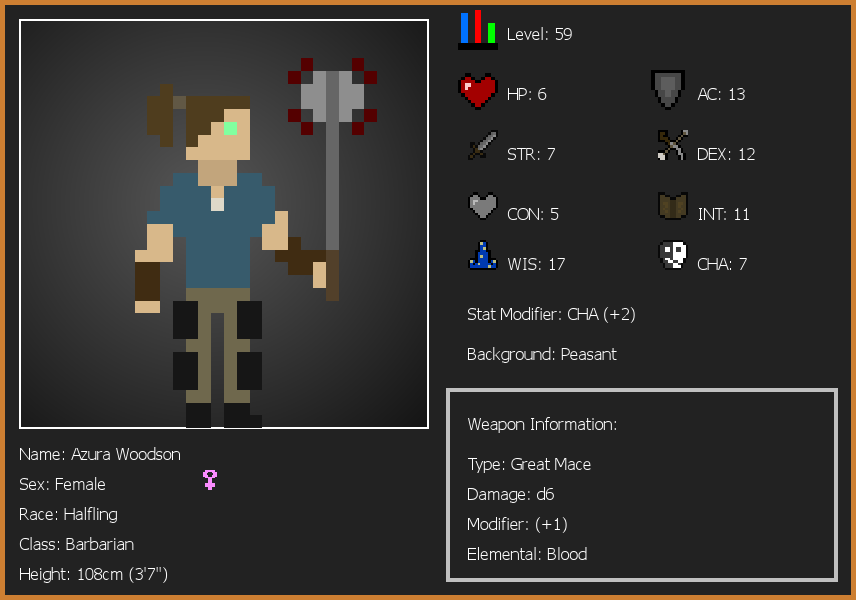 Level: 59
HP: 6
AC: 13
STR: 7
DEX: 12
CON: 5
INT: 11
WIS: 17
CHA: 7
Stat Modifier: CHA (+2)
Background: Peasant
Weapon Information:
Type: Great Mace
Damage: d6
Modifier: (+1)
Elemental: Blood
Name: Azura Woodson
Sex: Female
Race: Halfling
Class: Barbarian
Height: 108cm (3'7")